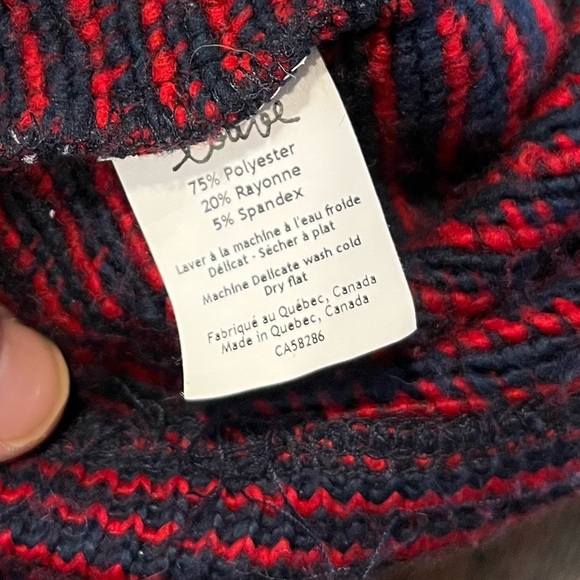 75% Polyester
20% Rayonne
5% Spandex
Laver à la machine à l'eau froide
Délicat - Sécher à plat
Machine Delicate wash cold
Dry flat
Fabriqué au Québec, Canada
Made in Quebec, Canada
CA58286